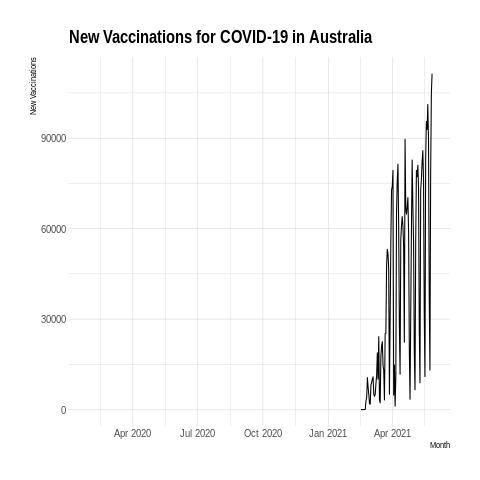 New Vaccinations for COVID-19 in Australia
New Vaccinations
90000
60000
30000
0
Apr 2020 Jul 2020 Oct 2020 Jan 2021 Apr 2021
Month